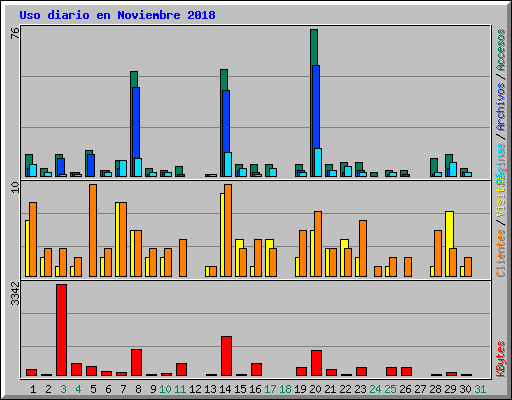 Uso diario en Noviembre 2018
76
10
3342
Clientes / Visitas
Páginas / Archivos / Accesos
KBytes
1 2 3 4 5 6 7 8 9 10 11 12 13 14 15 16 17 18 19 20 21 22 23 24 25 26 27 28 29 30 31